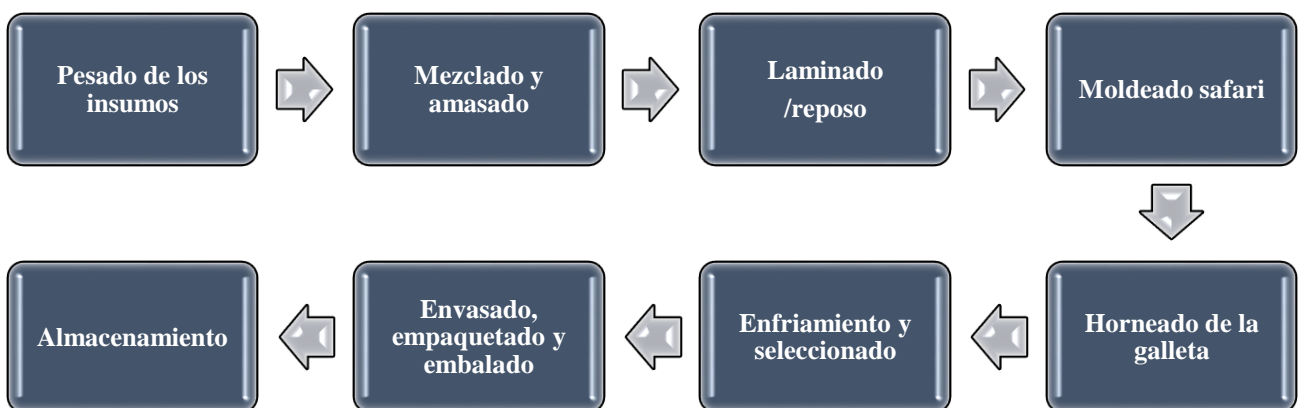 Pesado de los
insumos
Mezclado y
amasado
Laminado
/reposo
Moldeado safari
Horneado de la
galleta
Enfriamiento y
seleccionado
Envasado,
empaquetado y
embalado
Almacenamiento